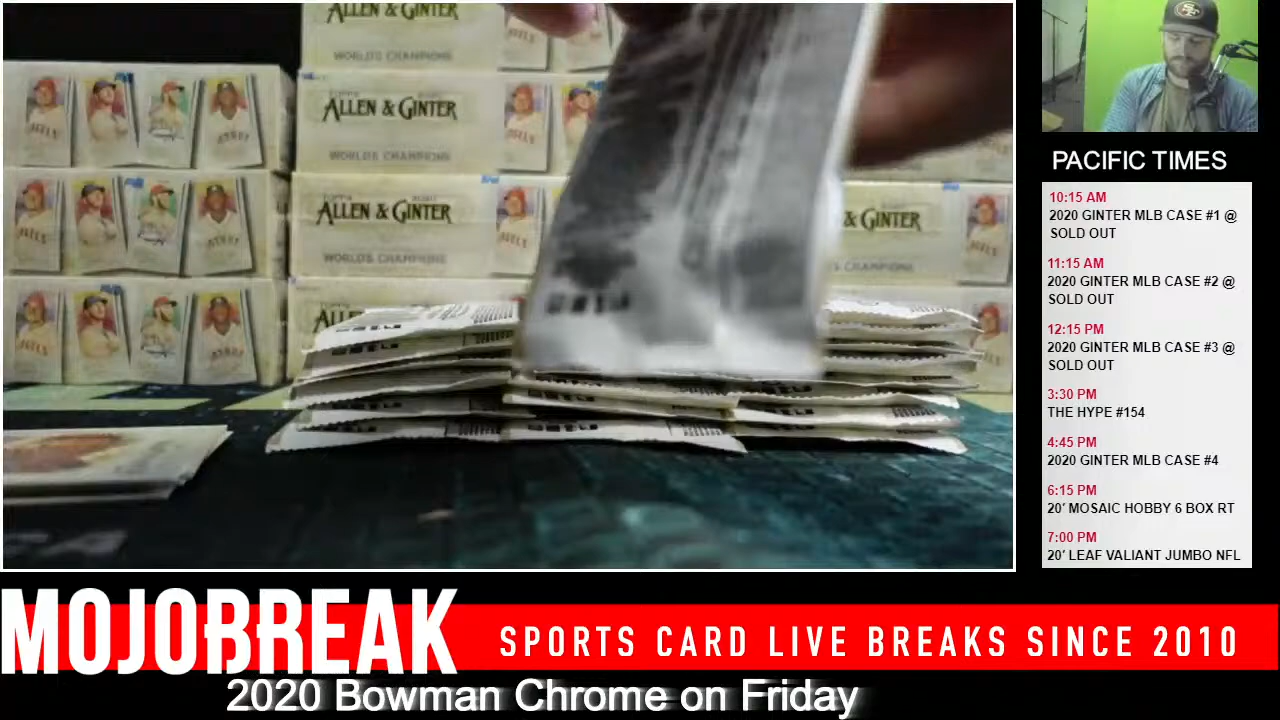 ALLEN & GINTER
WORLD'S CHAMPIONS
ALLEN & GINTER
WORLD'S CHAMPIONS
ALLEN & GINTER
WORLD'S CHAMPIONS
& GINTER
CHAMPIONS
PACIFIC TIMES
10:15 AM
2020 GINTER MLB CASE #1 @
SOLD OUT
11:15 AM
2020 GINTER MLB CASE #2 @
SOLD OUT
12:15 PM
2020 GINTER MLB CASE #3 @
SOLD OUT
3:30 PM
THE HYPE #154
4:45 PM
2020 GINTER MLB CASE #4
6:15 PM
20' MOSAIC HOBBY 6 BOX RT
7:00 PM
20' LEAF VALIANT JUMBO NFL
MOJOBREAK
SPORTS CARD LIVE BREAKS SINCE 2010
2020 Bowman Chrome on Friday